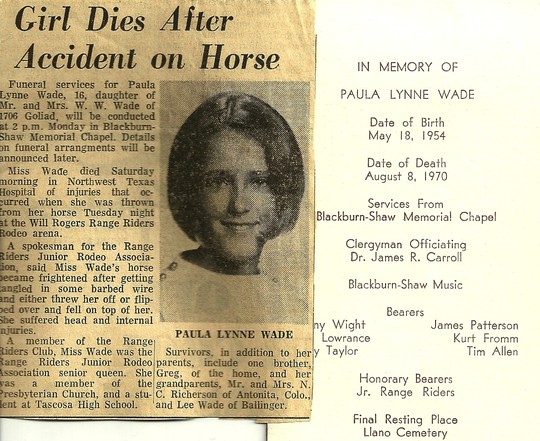 Girl Dies After
Accident on Horse
Funeral services for Paula
Lynne Wade, 16, daughter of
Mr. and Mrs. W. W. Wade of
1706 Goliad, will be conducted
at 2 p.m. Monday in Blackburn-
Shaw Memorial Chapel. Details
on funeral arrangments will be
announced later.
Miss Wade died Saturday
morning in Northwest Texas
Hospital of injuries that oc-
curred when she was thrown
from her horse Tuesday night
at the Will Rogers Range Riders
Rodeo arena.
A spokesman for the Range
Riders Junior Rodeo Associa-
tion, said Miss Wade's horse
became frightened after getting
tangled in some barbed wire
and either threw her off or flip-
ped over and fell on top of her.
She suffered head and internal
injuries.
A member of the Range
Riders Club, Miss Wade was the
Range Riders Junior Rodeo
Association senior queen. She
was a member of the
Presbyterian Church, and a stu-
dent at Tascosa High School.
PAULA LYNNE WADE
Survivors, in addition to her
parents, include one brother,
Greg, of the home, and her
grandparents, Mr. and Mrs. N.
C. Richerson of Antonita, Colo.,
and Lee Wade of Ballinger.
IN MEMORY OF
PAULA LYNNE WADE
Date of Birth
May 18, 1954
Date of Death
August 8, 1970
Services From
Blackburn-Shaw Memorial Chapel
Clergyman Officiating
Dr. James R. Carroll
Blackburn-Shaw Music
Bearers
ny Wight James Patterson
Lowrance Kurt Fromm
y Taylor Tim Allen
Honorary Bearers
Jr. Range Riders
Final Resting Place
Llano Cemetery